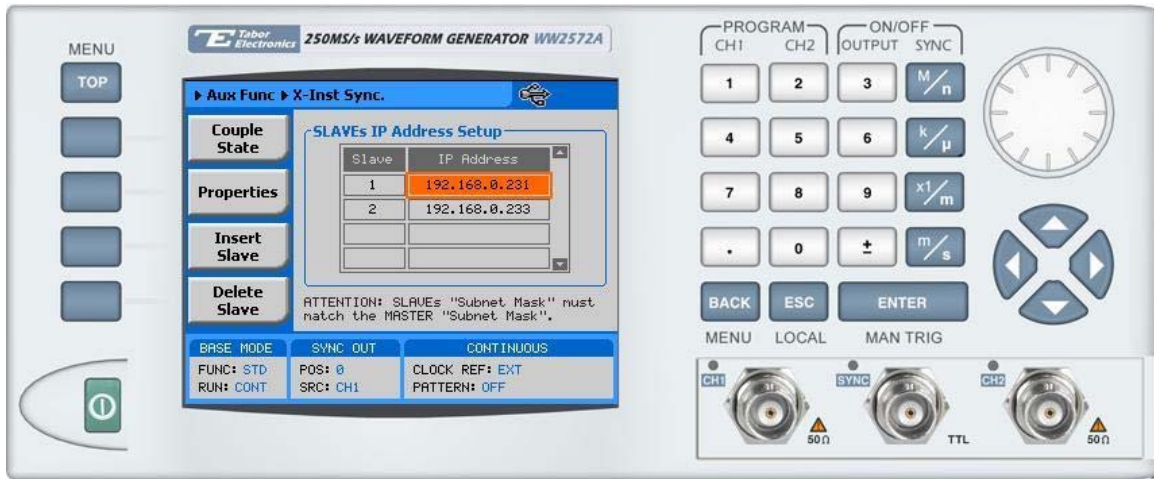 MENU
TOP
Tabor Electronics 250MS/s WAVEFORM GENERATOR WW2572A
Aux Func X-Inst Sync.
Couple State
Properties
Insert Slave
Delete Slave
SLAVEs IP Address Setup
Slave IP Address
1 192.168.0.231
2 192.168.0.233
ATTENTION: SLAVEs "Subnet Mask" must
match the MASTER "Subnet Mask".
BASE MODE SYNC OUT CONTINUOUS
FUNC: STD POS: 0 CLOCK REF: EXT
RUN: CONT SRC: CH1 PATTERN: OFF
PROGRAM ON/OFF
CH1 CH2 OUTPUT SYNC
1 2 3 M/n
4 5 6 k/µ
7 8 9 x1/m
. 0 ± m/s
BACK ESC ENTER
MENU LOCAL MAN TRIG
CH1 SYNC CH2
50Ω TTL 50Ω